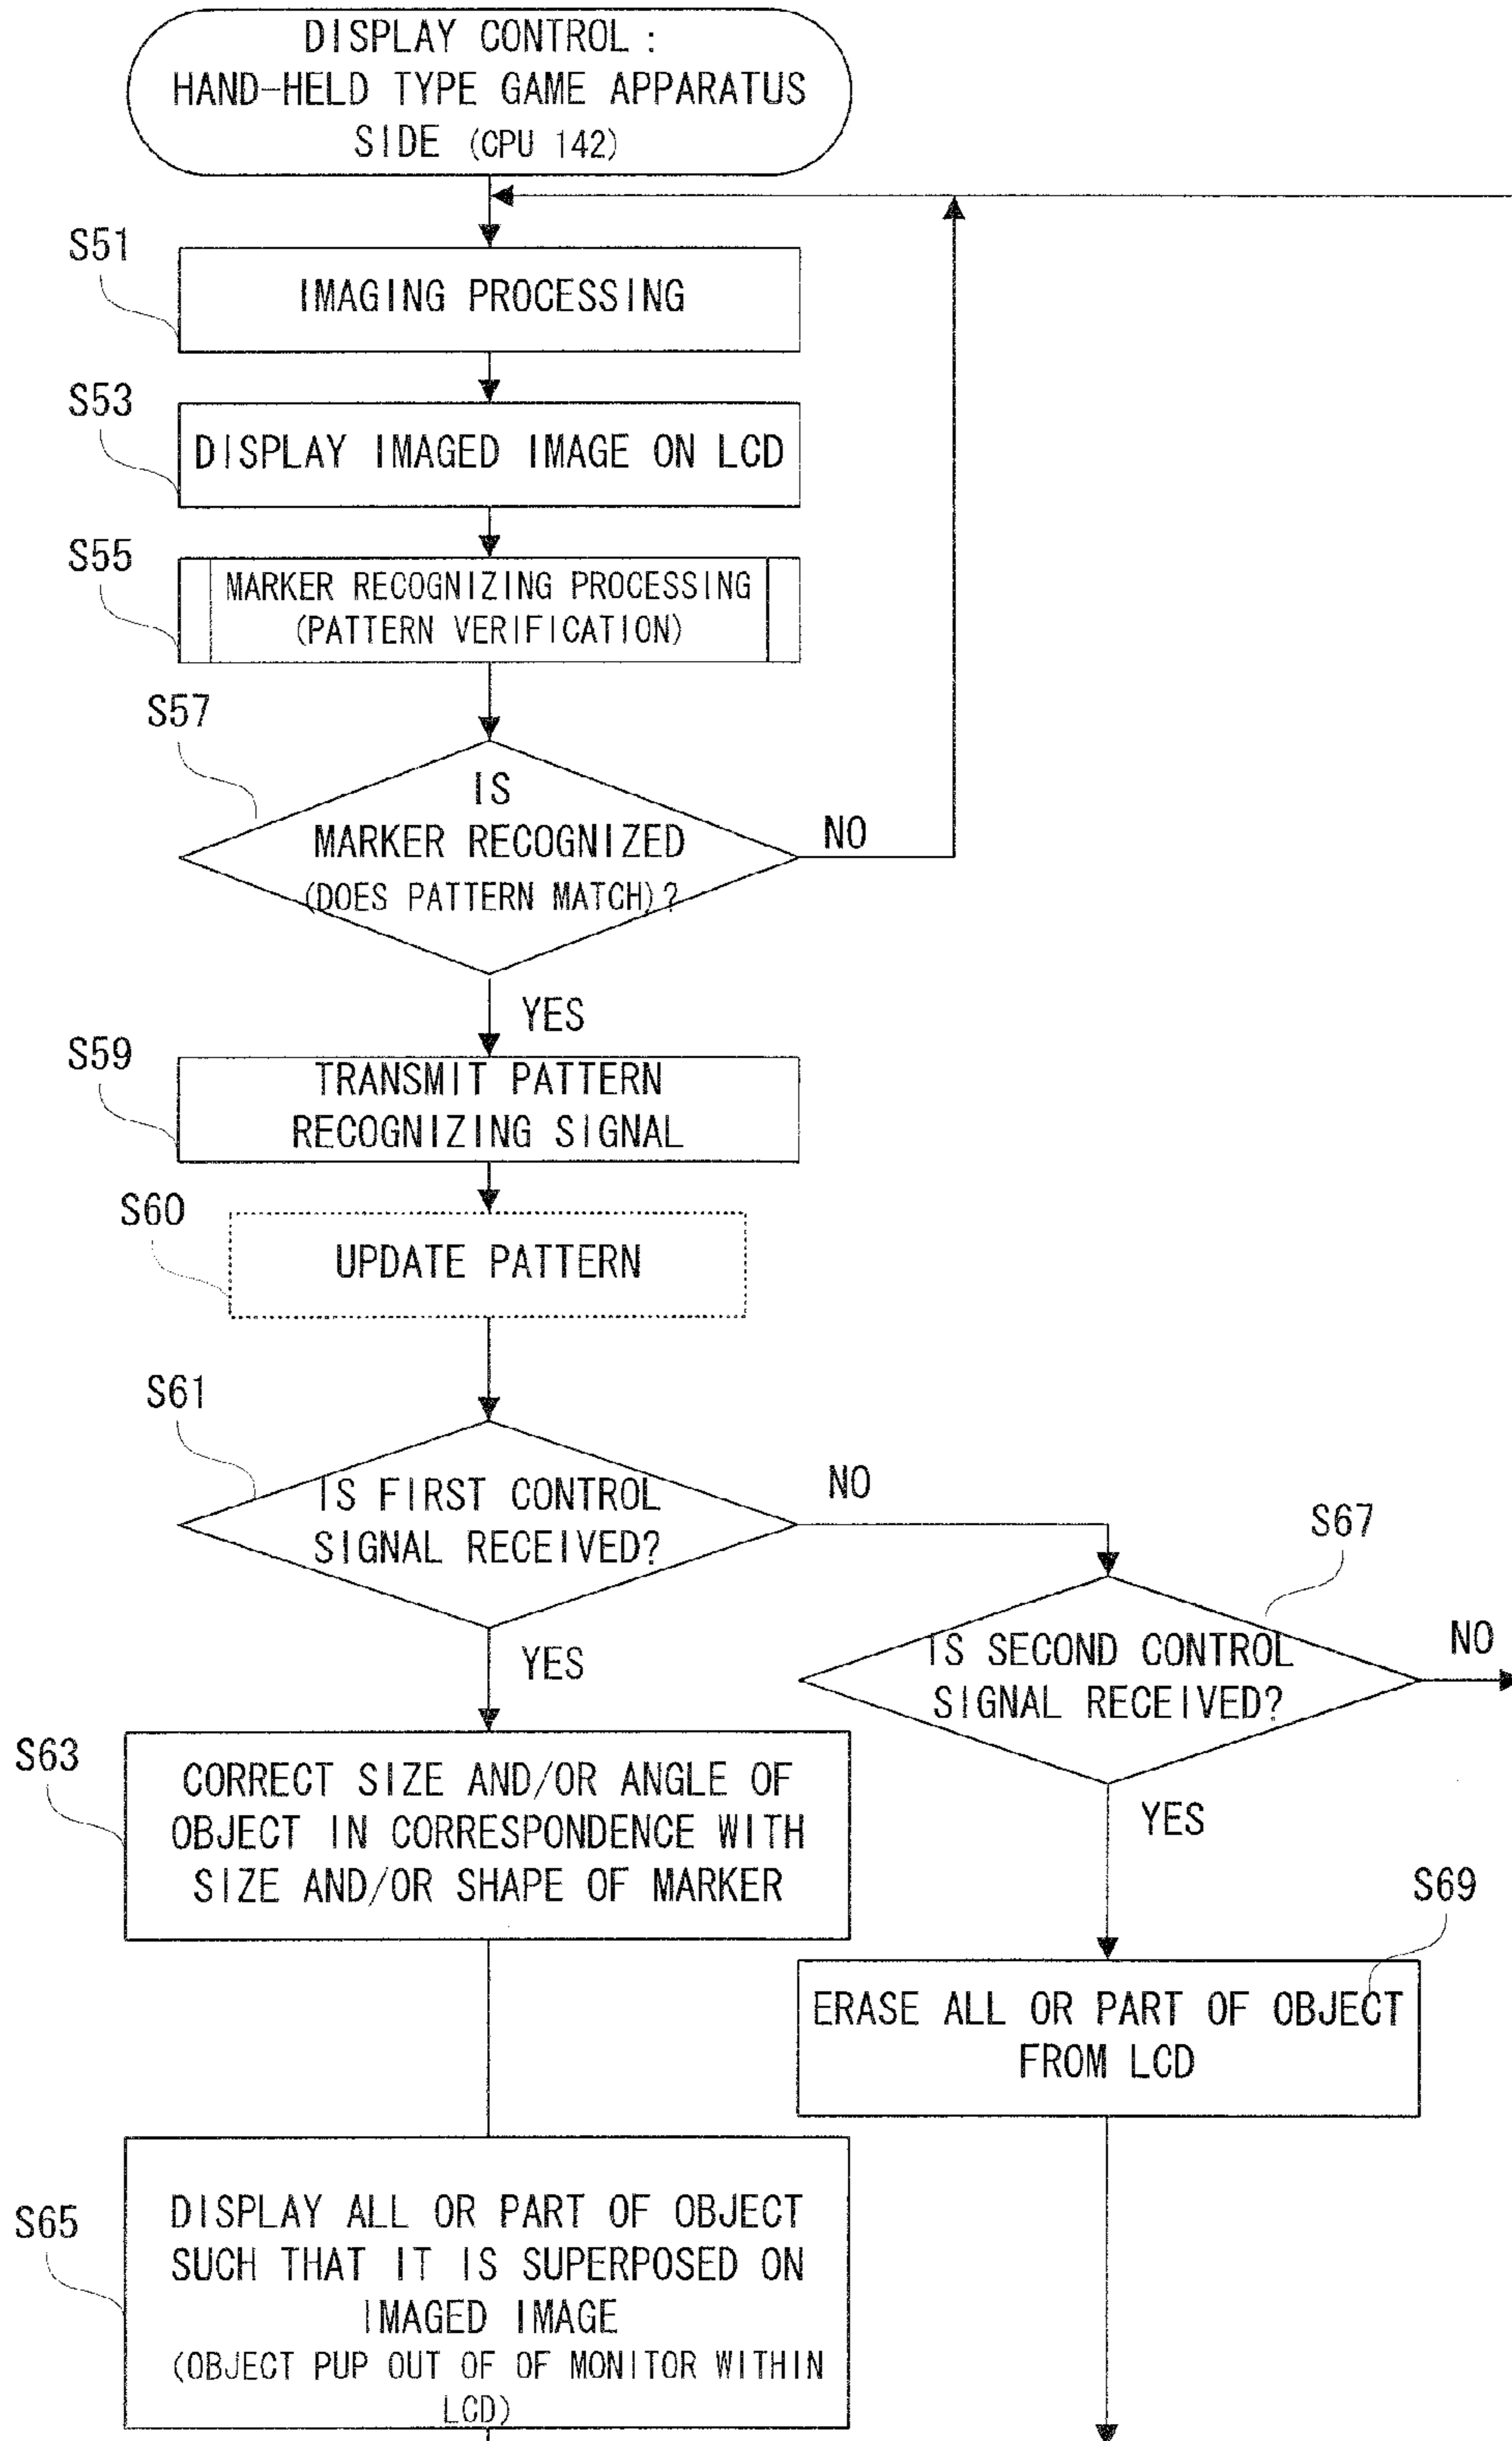 DISPLAY CONTROL :
HAND-HELD TYPE GAME APPARATUS
SIDE (CPU 142)
S51
IMAGING PROCESSING
S53
DISPLAY IMAGED IMAGE ON LCD
S55
MARKER RECOGNIZING PROCESSING
(PATTERN VERIFICATION)
S57
IS
MARKER RECOGNIZED
(DOES PATTERN MATCH)?
NO
YES
S59
TRANSMIT PATTERN
RECOGNIZING SIGNAL
S60
UPDATE PATTERN
S61
IS FIRST CONTROL
SIGNAL RECEIVED?
NO
YES
S67
IS SECOND CONTROL
SIGNAL RECEIVED?
NO
YES
S63
CORRECT SIZE AND/OR ANGLE OF
OBJECT IN CORRESPONDENCE WITH
SIZE AND/OR SHAPE OF MARKER
S69
ERASE ALL OR PART OF OBJECT
FROM LCD
S65
DISPLAY ALL OR PART OF OBJECT
SUCH THAT IT IS SUPERPOSED ON
IMAGED IMAGE
(OBJECT PUP OUT OF OF MONITOR WITHIN
LCD)